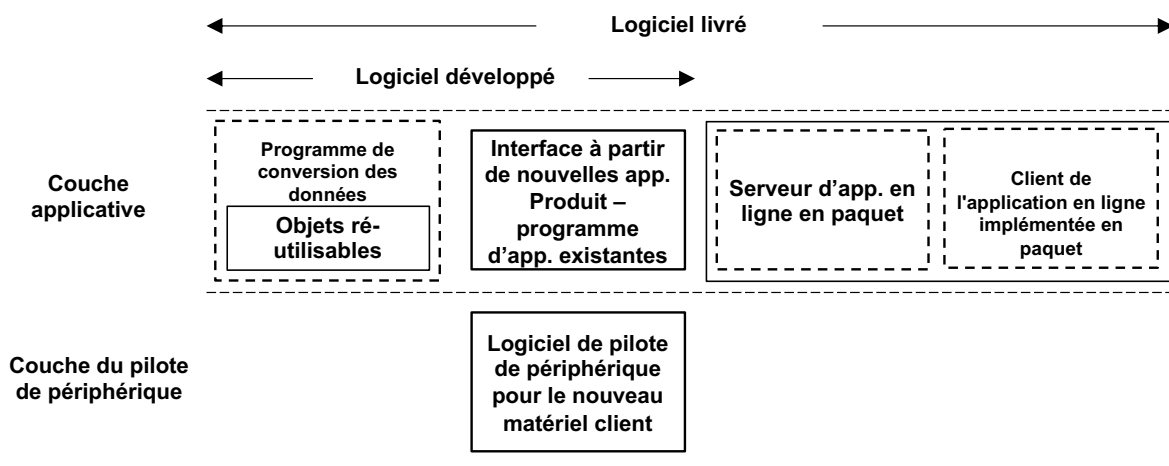 Logiciel livré
Logiciel développé
Couche
applicative
Programme de
conversion des
données
Objets ré-
utilisables
Interface à partir
de nouvelles app.
Produit –
programme
d’app. existantes
Serveur d’app. en
ligne en paquet
Client de
l'application en ligne
implémentée en
paquet
Couche du pilote
de périphérique
Logiciel de pilote
de périphérique
pour le nouveau
matériel client